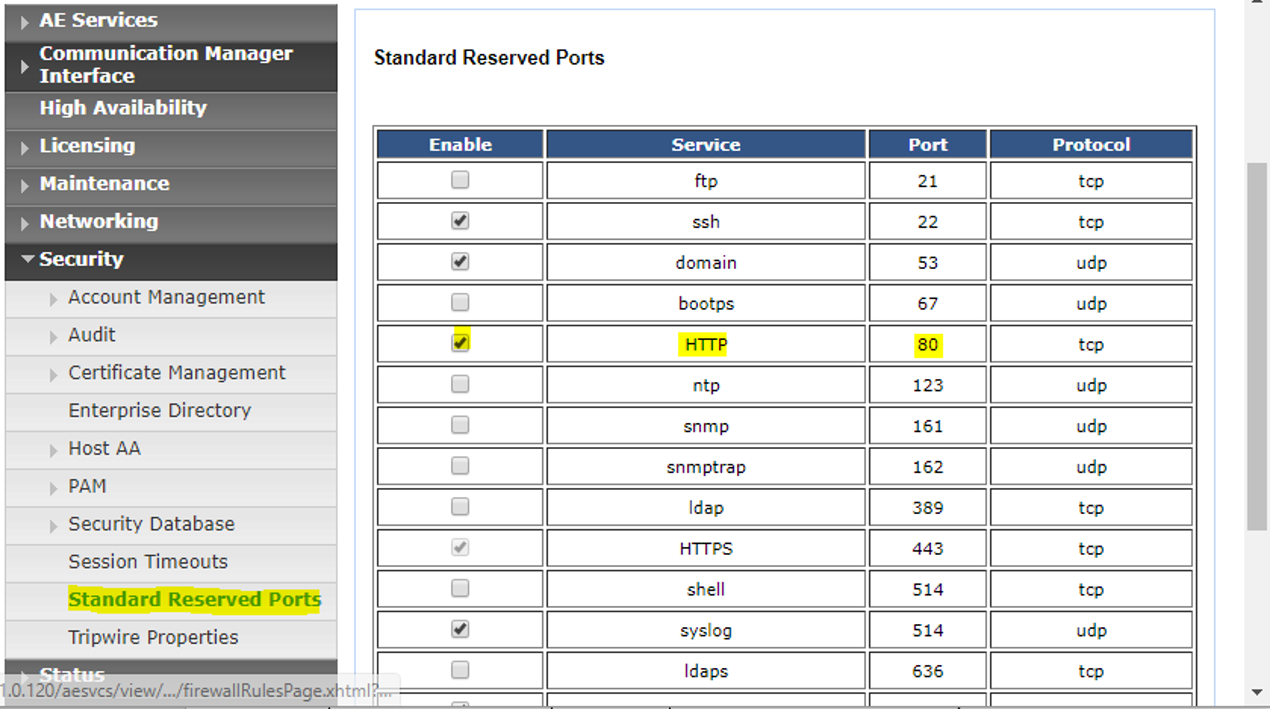 AE Services
Communication Manager
Interface
High Availability
Licensing
Maintenance
Networking
Security
Account Management
Audit
Certificate Management
Enterprise Directory
Host AA
PAM
Security Database
Session Timeouts
Standard Reserved Ports
Tripwire Properties
Status
1.0.120/aesvcs/view/.../firewallRulesPage.xhtml?...
Standard Reserved Ports
Enable Service Port Protocol
ftp 21 tcp
ssh 22 tcp
domain 53 udp
bootps 67 udp
HTTP 80 tcp
ntp 123 udp
snmp 161 udp
snmptrap 162 udp
ldap 389 tcp
HTTPS 443 tcp
shell 514 tcp
syslog 514 udp
ldaps 636 tcp